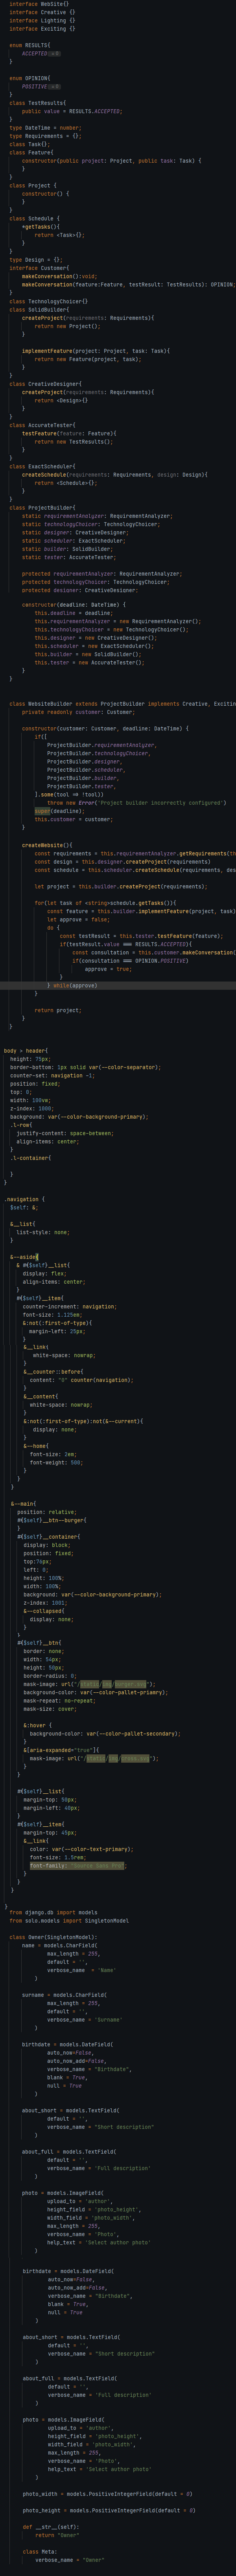 interface WebSite{}
interface Creative {}
interface Lighting {}
interface Exciting {}
enum RESULTS{
ACCEPTED = 0
}
enum OPINION{
POSITIVE = 0
}
class TestResults{
public value = RESULTS.ACCEPTED;
}
type DateTime = number;
type Requirements = {};
class Task{};
class Feature{
constructor(public project: Project, public task: Task) {
}
}
class Project {
constructor() {
}
}
class Schedule {
*getTasks(){
return <Task>{};
}
}
type Design = {};
interface Customer{
makeConversation():void;
makeConversation(feature:Feature, testResult: TestResults): OPINION;
}
class TechnologyChoicer{}
class SolidBuilder{
createProject(requirements: Requirements){
return new Project();
}
implementFeature(project: Project, task: Task){
return new Feature(project, task);
}
}
class CreativeDesigner{
createProject(requirements: Requirements){
return <Design>{}
}
}
class AccurateTester{
testFeature(feature: Feature){
return new TestResults();
}
}
class ExactScheduler{
createSchedule(requirements: Requirements, design: Design){
return <Schedule>{};
}
}
class ProjectBuilder{
static requirementAnalyzer: RequirementAnalyzer;
static technologyChoicer: TechnologyChoicer;
static designer: CreativeDesigner;
static scheduler: ExactScheduler;
static builder: SolidBuilder;
static tester: AccurateTester;
protected requirementAnalyzer: RequirementAnalyzer;
protected technologyChoicer: TechnologyChoicer;
protected designer: CreativeDesigner;
constructor(deadline: DateTime) {
this.deadline = deadline;
this.requirementAnalyzer = new RequirementAnalyzer();
this.technologyChoicer = new TechnologyChoicer();
this.designer = new CreativeDesigner();
this.scheduler = new ExactScheduler();
this.builder = new SolidBuilder();
this.tester = new AccurateTester();
}
}
class WebsiteBuilder extends ProjectBuilder implements Creative, Excitin
private readonly customer: Customer;
constructor(customer: Customer, deadline: DateTime) {
if([
ProjectBuilder.requirementAnalyzer,
ProjectBuilder.technologyChoicer,
ProjectBuilder.designer,
ProjectBuilder.scheduler,
ProjectBuilder.builder,
ProjectBuilder.tester,
].some(tool => !tool))
throw new Error('Project builder incorrectly configured')
super(deadline);
this.customer = customer;
}
createWebsite(){
const requirements = this.requirementAnalyzer.getRequirements(th
const design = this.designer.createProject(requirements)
const schedule = this.scheduler.createSchedule(requirements, des
let project = this.builder.createProject(requirements);
for(let task of <string>schedule.getTasks()){
const feature = this.builder.implementFeature(project, task)
let approve = false;
do {
const testResult = this.tester.testFeature(feature);
if(testResult.value === RESULTS.ACCEPTED){
const consultation = this.customer.makeConversation(
if(consultation === OPINION.POSITIVE)
approve = true;
}
} while(approve)
}
return project;
}
}
body > header{
height: 75px;
border-bottom: 1px solid var(--color-separator);
counter-set: navigation -1;
position: fixed;
top: 0;
width: 100vw;
z-index: 1000;
background: var(--color-background-primary);
.l-row{
justify-content: space-between;
align-items: center;
}
.l-container{
}
}
.navigation {
$self: &;
&__list{
list-style: none;
}
&--aside{
& #{$self}__list{
display: flex;
align-items: center;
}
#{$self}__item{
counter-increment: navigation;
font-size: 1.125em;
&:not(:first-of-type){
margin-left: 25px;
}
&__link{
white-space: nowrap;
}
&__counter::before{
content: "0" counter(navigation);
}
&__content{
white-space: nowrap;
}
&:not(:first-of-type):not(&--current){
display: none;
}
&--home{
font-size: 2em;
font-weight: 500;
}
}
}
&--main{
position: relative;
#{$self}__btn--burger{
}
#{$self}__container{
display: block;
position: fixed;
top:76px;
left: 0;
height: 100%;
width: 100%;
background: var(--color-background-primary);
z-index: 1001;
&--collapsed{
display: none;
}
}
#{$self}__btn{
border: none;
width: 54px;
height: 50px;
border-radius: 0;
mask-image: url("/static/img/burger.svg");
background-color: var(--color-pallet-priamry);
mask-repeat: no-repeat;
mask-size: cover;
&:hover {
background-color: var(--color-pallet-secondary);
}
&[aria-expanded="true"]{
mask-image: url("/static/img/cross.svg");
}
}
#{$self}__list{
margin-top: 50px;
margin-left: 40px;
}
#{$self}__item{
margin-top: 45px;
&__link{
color: var(--color-text-primary);
font-size: 1.5rem;
font-family: "Source Sans Pro";
}
}
}
}
from django.db import models
from solo.models import SingletonModel
class Owner(SingletonModel):
name = models.CharField(
max_length = 255,
default = '',
verbose_name = 'Name'
)
surname = models.CharField(
max_length = 255,
default = '',
verbose_name = 'Surname'
)
birthdate = models.DateField(
auto_now=False,
auto_now_add=False,
verbose_name = "Birthdate",
blank = True,
null = True
)
about_short = models.TextField(
default = '',
verbose_name = "Short description"
)
about_full = models.TextField(
default = '',
verbose_name = 'Full description'
)
photo = models.ImageField(
upload_to = 'author',
height_field = 'photo_height',
width_field = 'photo_width',
max_length = 255,
verbose_name = 'Photo',
help_text = 'Select author photo'
)
birthdate = models.DateField(
auto_now=False,
auto_now_add=False,
verbose_name = "Birthdate",
blank = True,
null = True
)
about_short = models.TextField(
default = '',
verbose_name = "Short description"
)
about_full = models.TextField(
default = '',
verbose_name = 'Full description'
)
photo = models.ImageField(
upload_to = 'author',
height_field = 'photo_height',
width_field = 'photo_width',
max_length = 255,
verbose_name = 'Photo',
help_text = 'Select author photo'
)
photo_width = models.PositiveIntegerField(default = 0)
photo_height = models.PositiveIntegerField(default = 0)
def __str__(self):
return "Owner"
class Meta:
verbose_name = "Owner"